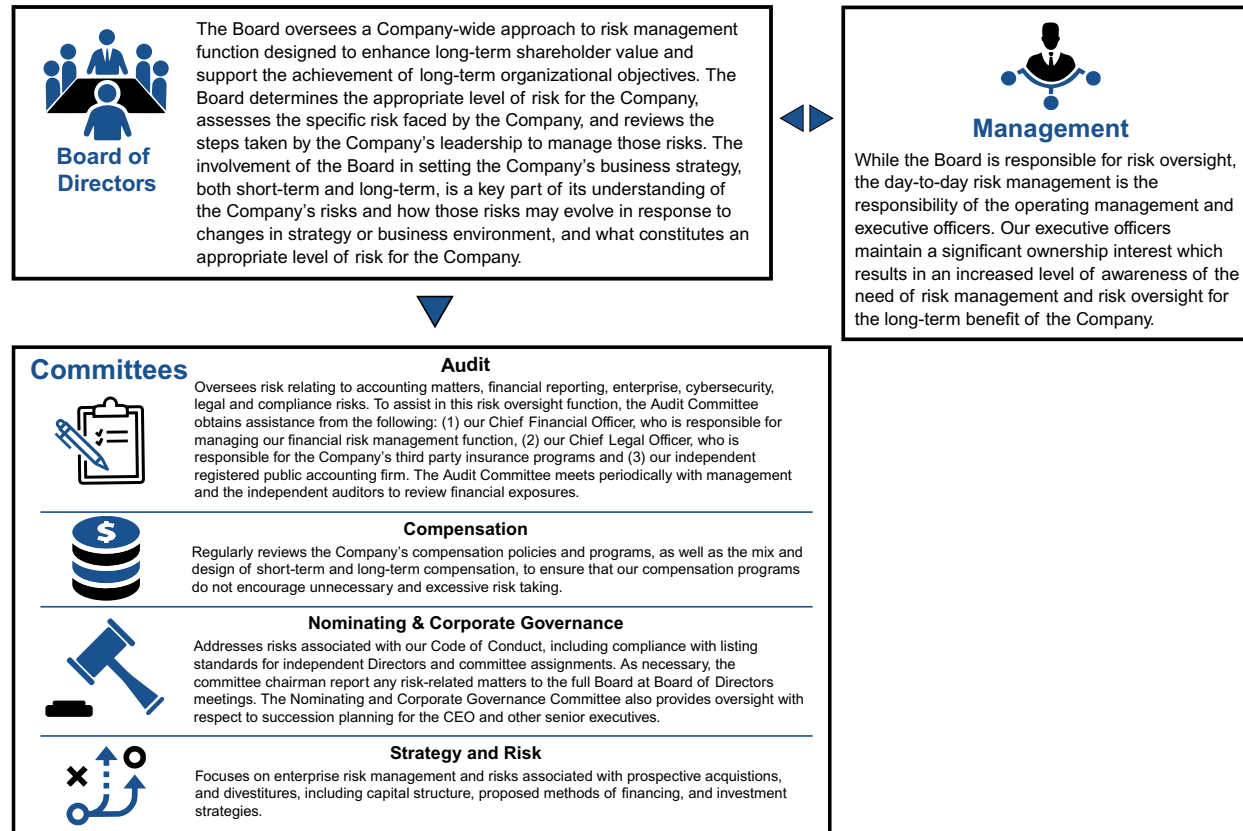 Board of
Directors
The Board oversees a Company-wide approach to risk management
function designed to enhance long-term shareholder value and
support the achievement of long-term organizational objectives. The
Board determines the appropriate level of risk for the Company,
assesses the specific risk faced by the Company, and reviews the
steps taken by the Company’s leadership to manage those risks. The
involvement of the Board in setting the Company’s business strategy,
both short-term and long-term, is a key part of its understanding of
the Company’s risks and how those risks may evolve in response to
changes in strategy or business environment, and what constitutes an
appropriate level of risk for the Company.
Management
While the Board is responsible for risk oversight,
the day-to-day risk management is the
responsibility of the operating management and
executive officers. Our executive officers
maintain a significant ownership interest which
results in an increased level of awareness of the
need of risk management and risk oversight for
the long-term benefit of the Company.
Committees
Audit
Oversees risk relating to accounting matters, financial reporting, enterprise, cybersecurity,
legal and compliance risks. To assist in this risk oversight function, the Audit Committee
obtains assistance from the following: (1) our Chief Financial Officer, who is responsible for
managing our financial risk management function, (2) our Chief Legal Officer, who is
responsible for the Company’s third party insurance programs and (3) our independent
registered public accounting firm. The Audit Committee meets periodically with management
and the independent auditors to review financial exposures.
$
Compensation
Regularly reviews the Company’s compensation policies and programs, as well as the mix and
design of short-term and long-term compensation, to ensure that our compensation programs
do not encourage unnecessary and excessive risk taking.
Nominating & Corporate Governance
Addresses risks associated with our Code of Conduct, including compliance with listing
standards for independent Directors and committee assignments. As necessary, the
committee chairman report any risk-related matters to the full Board at Board of Directors
meetings. The Nominating and Corporate Governance Committee also provides oversight with
respect to succession planning for the CEO and other senior executives.
Strategy and Risk
Focuses on enterprise risk management and risks associated with prospective acquistions,
and divestitures, including capital structure, proposed methods of financing, and investment
strategies.